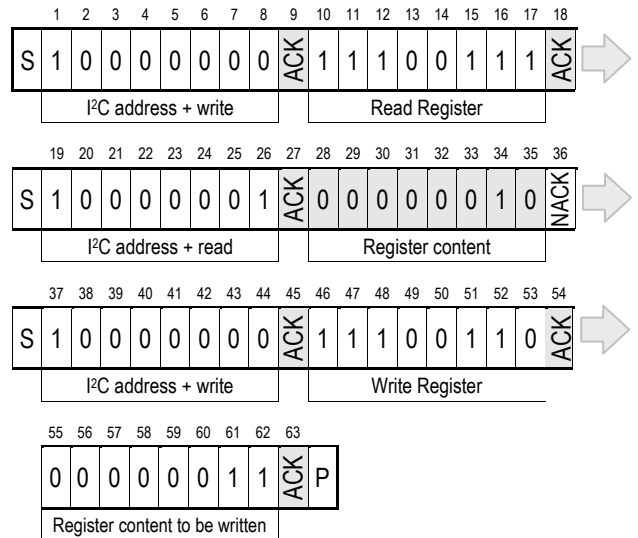 1 2 3 4 5 6 7 8 9 10 11 12 13 14 15 16 17 18
S 1 0 0 0 0 0 0 0 ACK 1 1 1 0 0 1 1 1 ACK
I²C address + write Read Register
19 20 21 22 23 24 25 26 27 28 29 30 31 32 33 34 35 36
S 1 0 0 0 0 0 0 1 ACK 0 0 0 0 0 0 1 0 NACK
I²C address + read Register content
37 38 39 40 41 42 43 44 45 46 47 48 49 50 51 52 53 54
S 1 0 0 0 0 0 0 0 ACK 1 1 1 0 0 1 1 0 ACK
I²C address + write Write Register
55 56 57 58 59 60 61 62 63
0 0 0 0 0 0 1 1 ACK P
Register content to be written